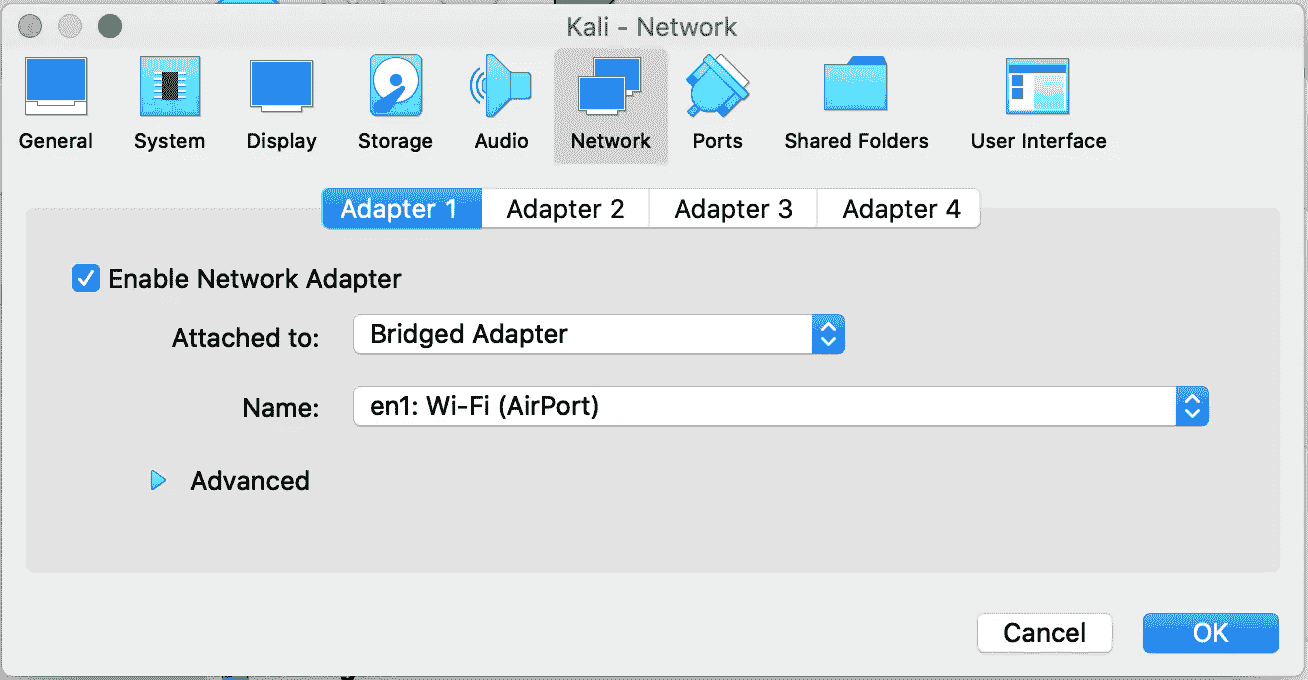 Kali - Network
General System Display Storage Audio Network Ports Shared Folders User Interface
Adapter 1 Adapter 2 Adapter 3 Adapter 4
Enable Network Adapter
Attached to: Bridged Adapter
Name: en1: Wi-Fi (AirPort)
Advanced
Cancel OK